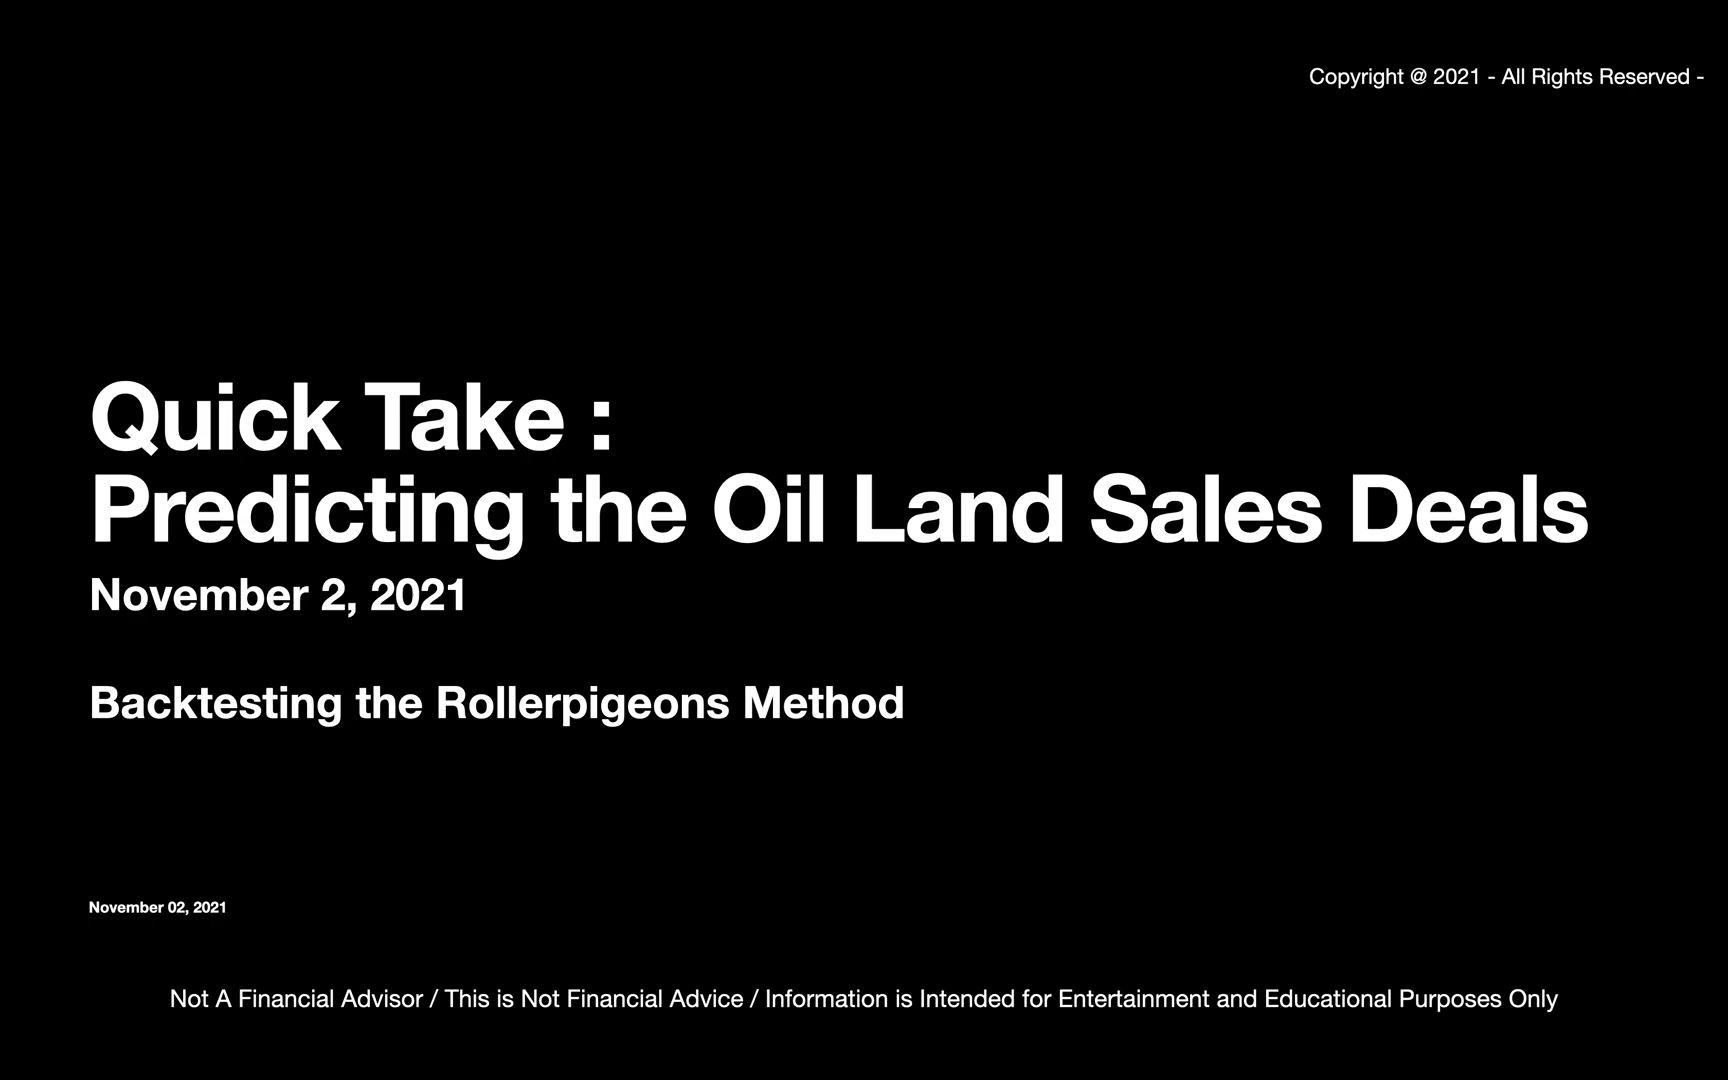 Copyright @ 2021 - All Rights Reserved -
Quick Take :
Predicting the Oil Land Sales Deals
November 2, 2021
Backtesting the Rollerpigeons Method
November 02, 2021
Not A Financial Advisor / This is Not Financial Advice / Information is Intended for Entertainment and Educational Purposes Only